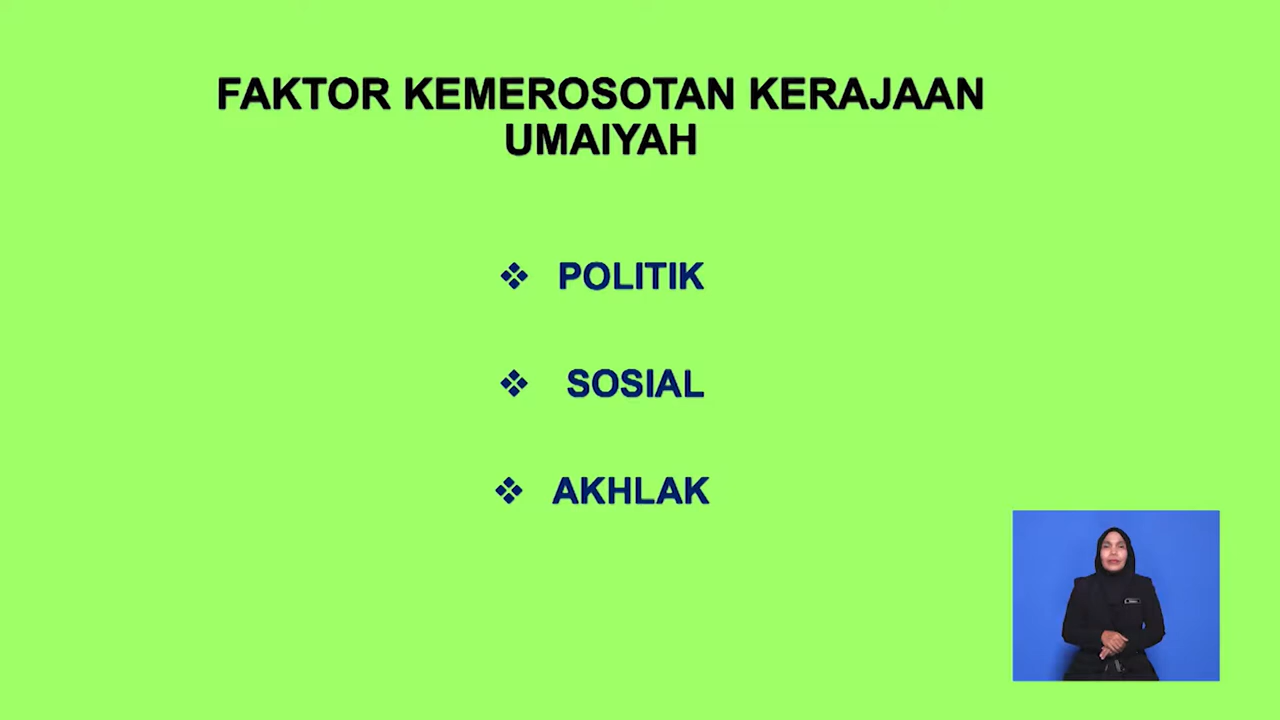 FAKTOR KEMEROSOTAN KERAJAAN
UMAIYAH
❖ POLITIK
❖ SOSIAL
❖ AKHLAK